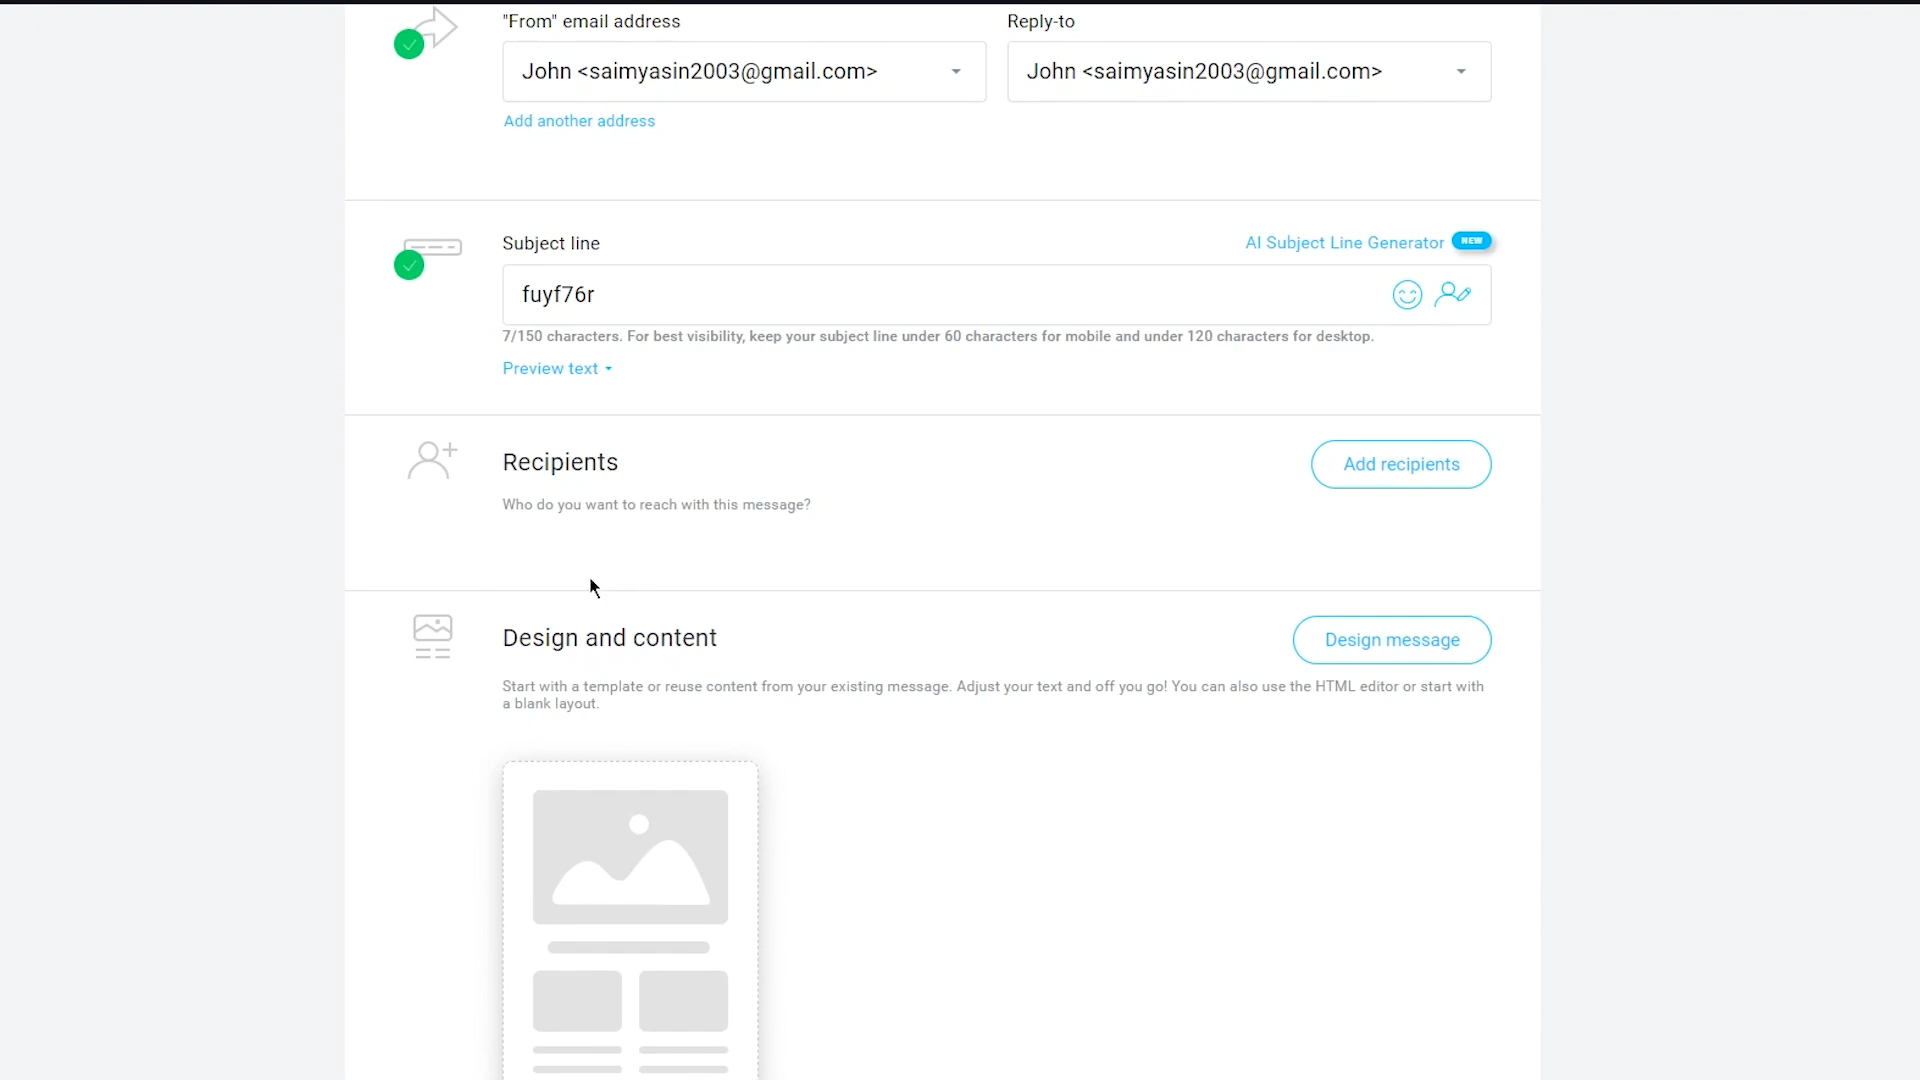 "From" email address
Reply-to
John <saimyasin2003@gmail.com>
John <saimyasin2003@gmail.com>
Add another address
Subject line
AI Subject Line Generator NEW
fuyf76r
7/150 characters. For best visibility, keep your subject line under 60 characters for mobile and under 120 characters for desktop.
Preview text
Recipients
Add recipients
Who do you want to reach with this message?
Design and content
Design message
Start with a template or reuse content from your existing message. Adjust your text and off you go! You can also use the HTML editor or start with
a blank layout.